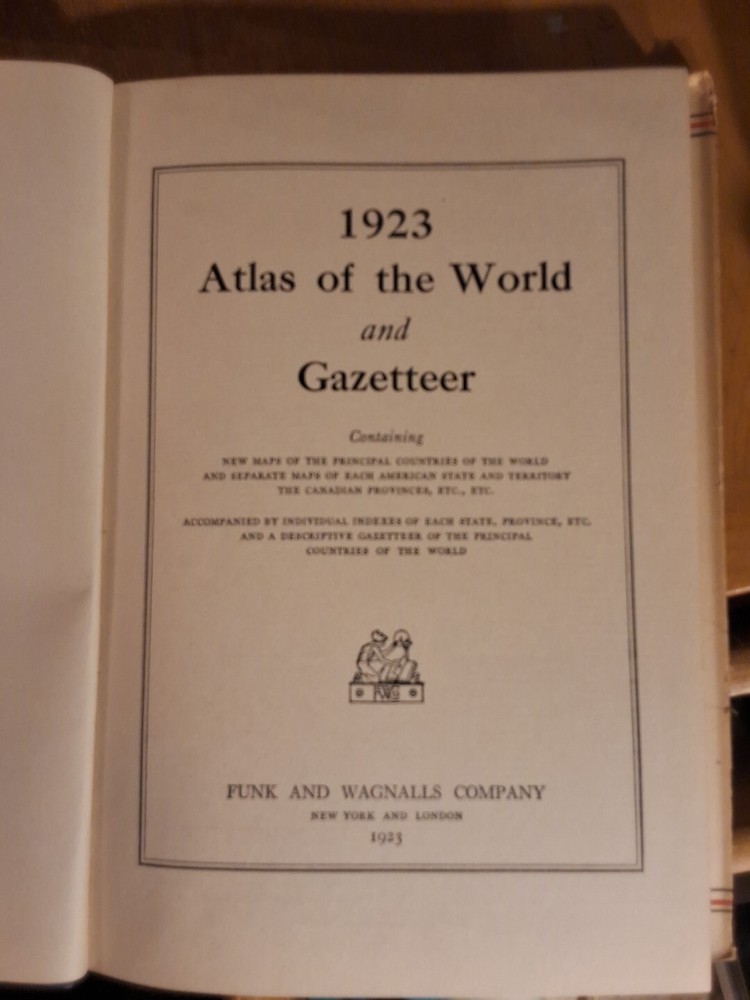 1923
Atlas of the World
and
Gazetteer
Containing
NEW MAPS OF THE PRINCIPAL COUNTRIES OF THE WORLD
AND SEPARATE MAPS OF EACH AMERICAN STATE AND TERRITORY
THE CANADIAN PROVINCES, ETC., ETC.
ACCOMPANIED BY INDIVIDUAL INDEXES OF EACH STATE, PROVINCE, ETC.
AND A DESCRIPTIVE GAZETTEER OF THE PRINCIPAL
COUNTRIES OF THE WORLD
FUNK AND WAGNALLS COMPANY
NEW YORK AND LONDON
1923